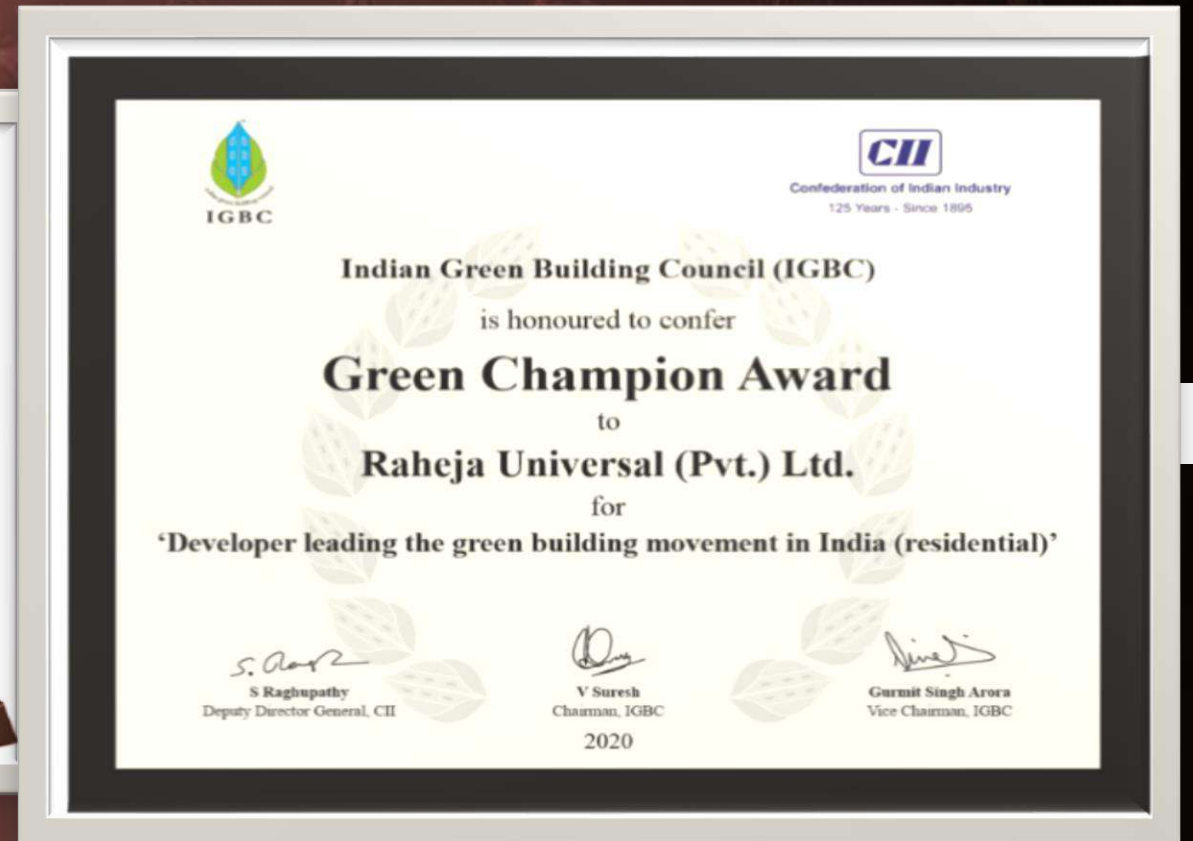 IGBC
CII
Confederation of Indian Industry
125 Years - Since 1895
Indian Green Building Council (IGBC)
is honoured to confer
Green Champion Award
to
Raheja Universal (Pvt.) Ltd.
for
‘Developer leading the green building movement in India (residential)’
S Raghupathy
Deputy Director General, CII
V Suresh
Chairman, IGBC
Gurmit Singh Arora
Vice Chairman, IGBC
2020